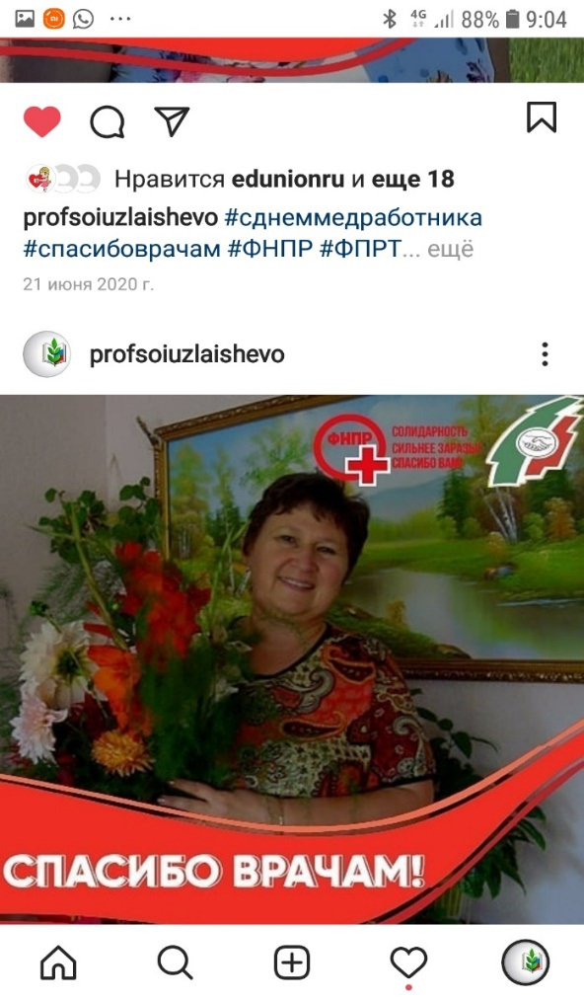 88% 9:04
4G
Нравится edunionru и еще 18
profsoiuzlaishevo #сднеммедработника
#спасибоврачам #ФНПР #ФПРТ... ещё
21 июня 2020 г.
profsoiuzlaishevo
ФНПР
СОЛИДАРНОСТЬ
СИЛЬНЕЕ ЗАРАЗЫ
СПАСИБО ВАМ!
СПАСИБО ВРАЧАМ!